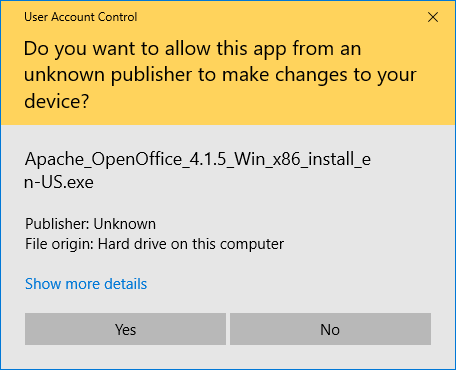 User Account Control
Do you want to allow this app from an
unknown publisher to make changes to your
device?
Apache_OpenOffice_4.1.5_Win_x86_install_e
n-US.exe
Publisher: Unknown
File origin: Hard drive on this computer
Show more details
Yes
No